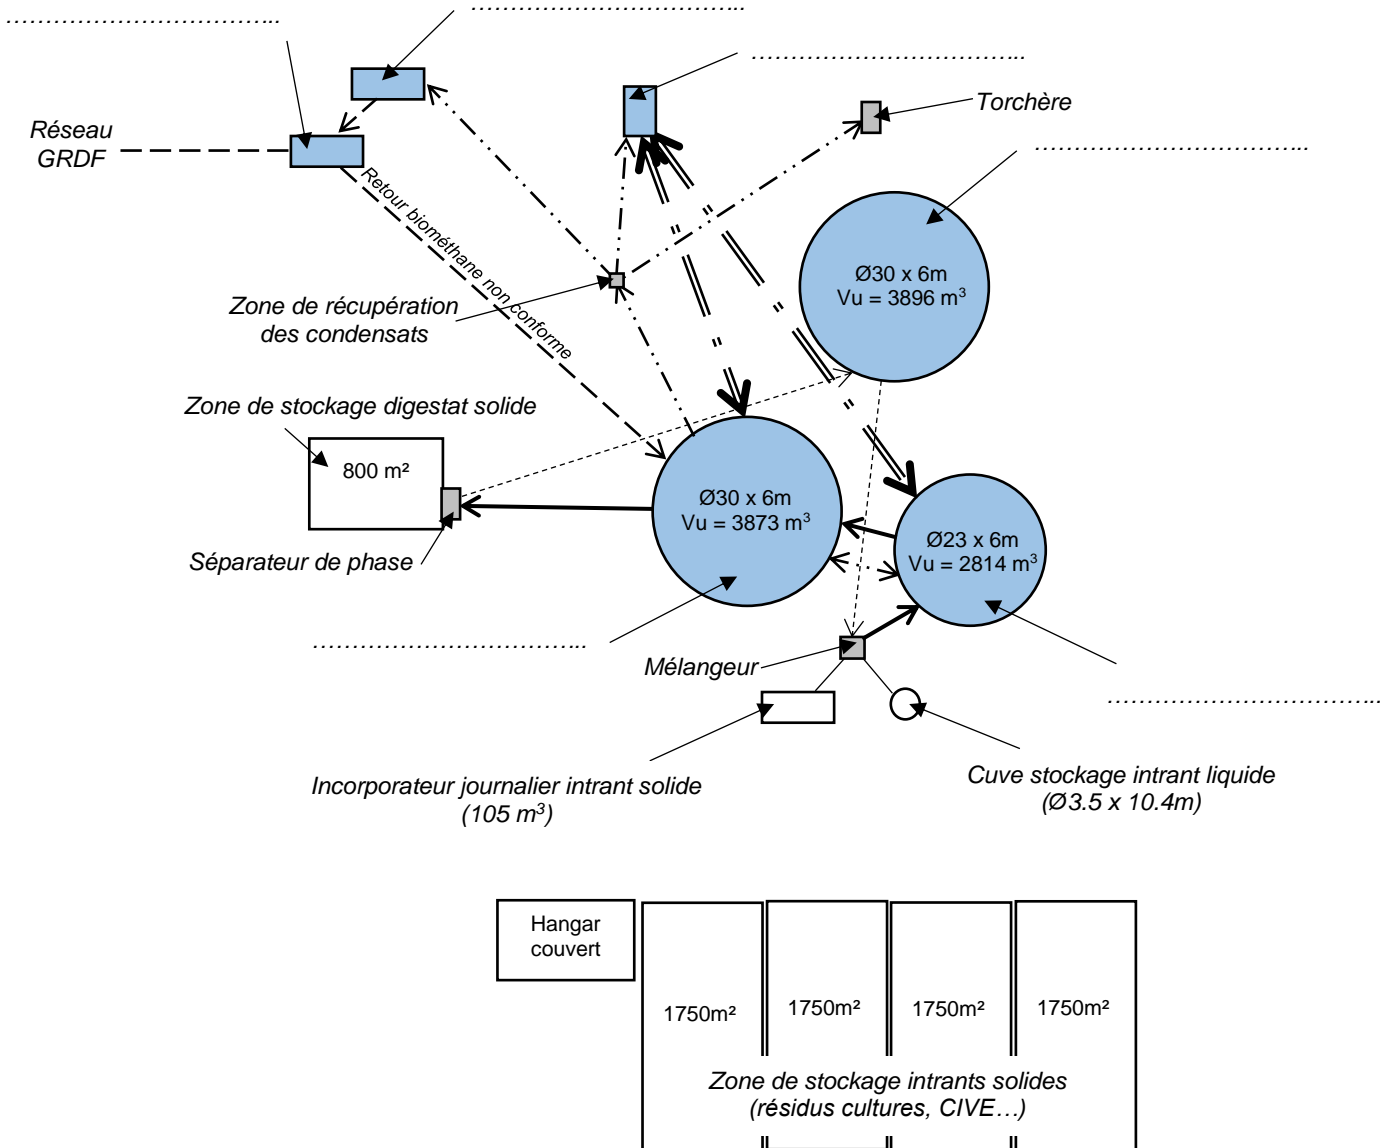 …………………………….
…………………………….
…………………………….
Torchère
Réseau
GRDF
…………………………….
Retour biométhane non conforme
Ø30 x 6m
Vu = 3896 m³
Zone de récupération
des condensats
Zone de stockage digestat solide
800 m²
Ø30 x 6m
Vu = 3873 m³
Ø23 x 6m
Vu = 2814 m³
Séparateur de phase
…………………………….
Mélangeur
…………………………….
Incorporateur journalier intrant solide
(105 m³)
Cuve stockage intrant liquide
(Ø3.5 x 10.4m)
Hangar
couvert
1750m²
1750m²
1750m²
1750m²
Zone de stockage intrants solides
(résidus cultures, CIVE…)